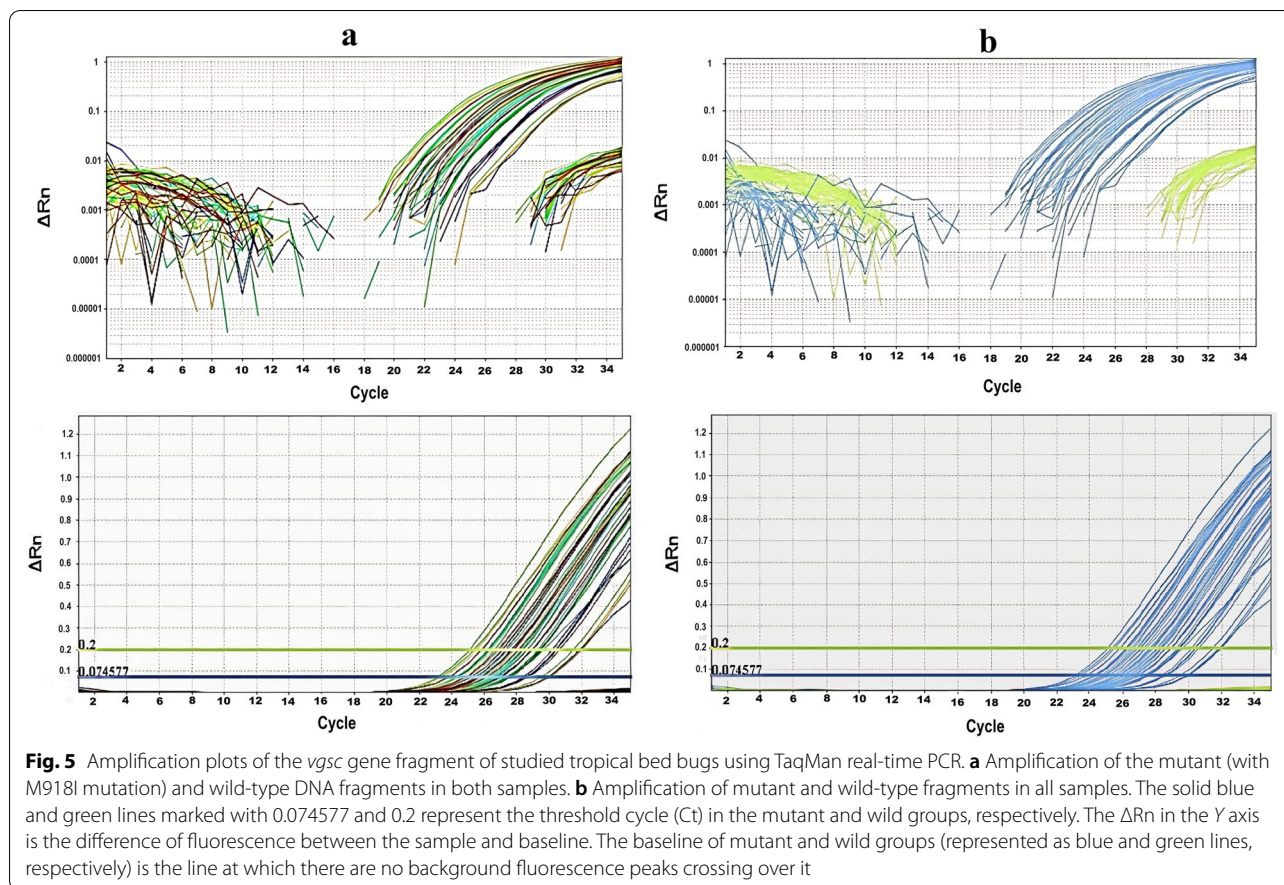 a
b
1
0.1
0.01
0.001
0.0001
0.00001
0.000001
ΔRn
2 4 6 8 10 12 14 16 18 20 22 24 26 28 30 32 34
Cycle
1
0.1
0.01
0.001
0.0001
0.00001
0.000001
ΔRn
2 4 6 8 10 12 14 16 18 20 22 24 26 28 30 32 34
Cycle
1.2
1.1
1.0
0.9
0.8
0.7
0.6
0.5
0.4
0.3
0.2
0.2
0.1
0.074577
ΔRn
2 4 6 8 10 12 14 16 18 20 22 24 26 28 30 32 34
Cycle
1.2
1.1
1.0
0.9
0.8
0.7
0.6
0.5
0.4
0.3
0.2
0.2
0.1
0.074577
ΔRn
2 4 6 8 10 12 14 16 18 20 22 24 26 28 30 32 34
Cycle
Fig. 5 Amplification plots of the vgsc gene fragment of studied tropical bed bugs using TaqMan real-time PCR. a Amplification of the mutant (with
M918I mutation) and wild-type DNA fragments in both samples. b Amplification of mutant and wild-type fragments in all samples. The solid blue
and green lines marked with 0.074577 and 0.2 represent the threshold cycle (Ct) in the mutant and wild groups, respectively. The ΔRn in the Y axis
is the difference of fluorescence between the sample and baseline. The baseline of mutant and wild groups (represented as blue and green lines,
respectively) is the line at which there are no background fluorescence peaks crossing over it